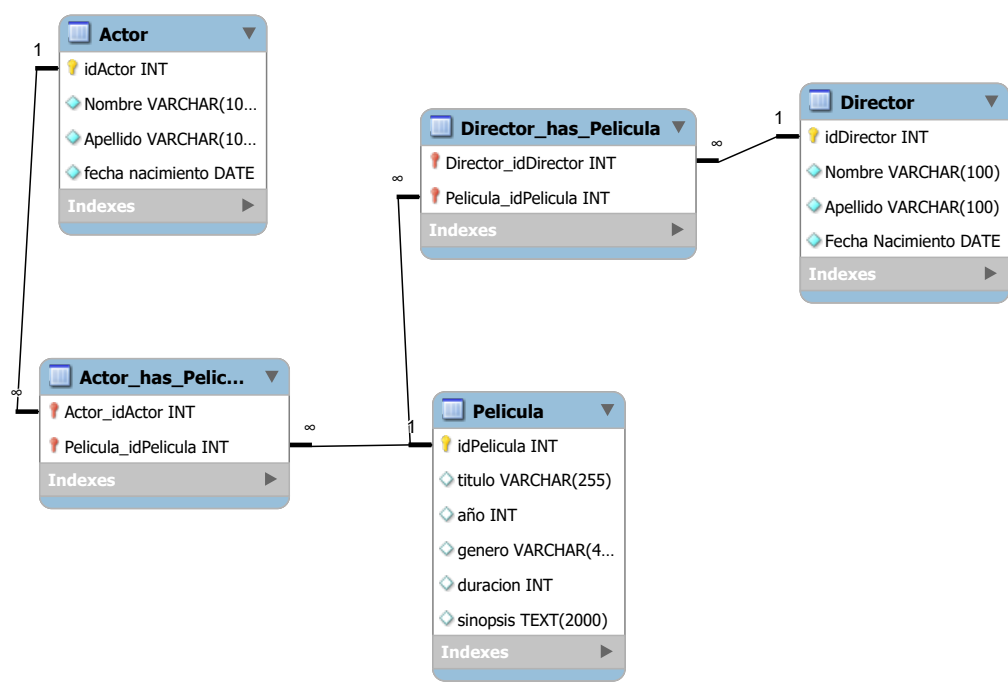 Actor
1
idActor INT
Nombre VARCHAR(10...
Apellido VARCHAR(10...
fecha nacimiento DATE
Indexes
Director_has_Pelicula
∞
Director_idDirector INT
∞
Pelicula_idPelicula INT
Indexes
Director
1
idDirector INT
Nombre VARCHAR(100)
Apellido VARCHAR(100)
Fecha Nacimiento DATE
Indexes
Actor_has_Pelic...
∞
Actor_idActor INT
Pelicula_idPelicula INT
∞
Indexes
Pelicula
1
idPelicula INT
titulo VARCHAR(255)
año INT
genero VARCHAR(4...
duracion INT
sinopsis TEXT(2000)
Indexes